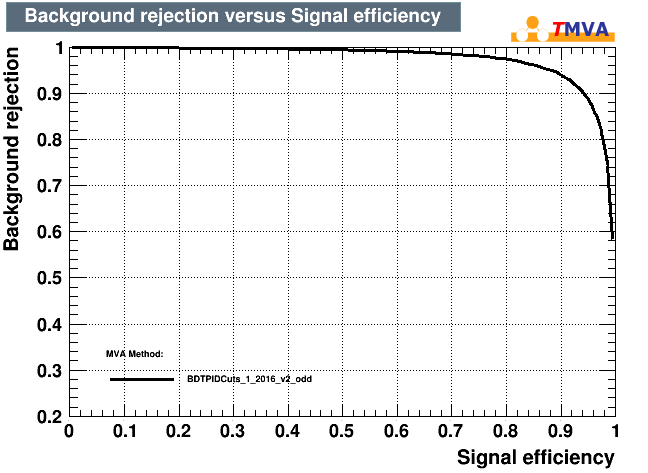 Background rejection versus Signal efficiency
TMVA
Background rejection
1
0.9
0.8
0.7
0.6
0.5
0.4
0.3
0.2
MVA Method:
BDTPIDCuts_1_2016_v2_odd
0 0.1 0.2 0.3 0.4 0.5 0.6 0.7 0.8 0.9 1
Signal efficiency